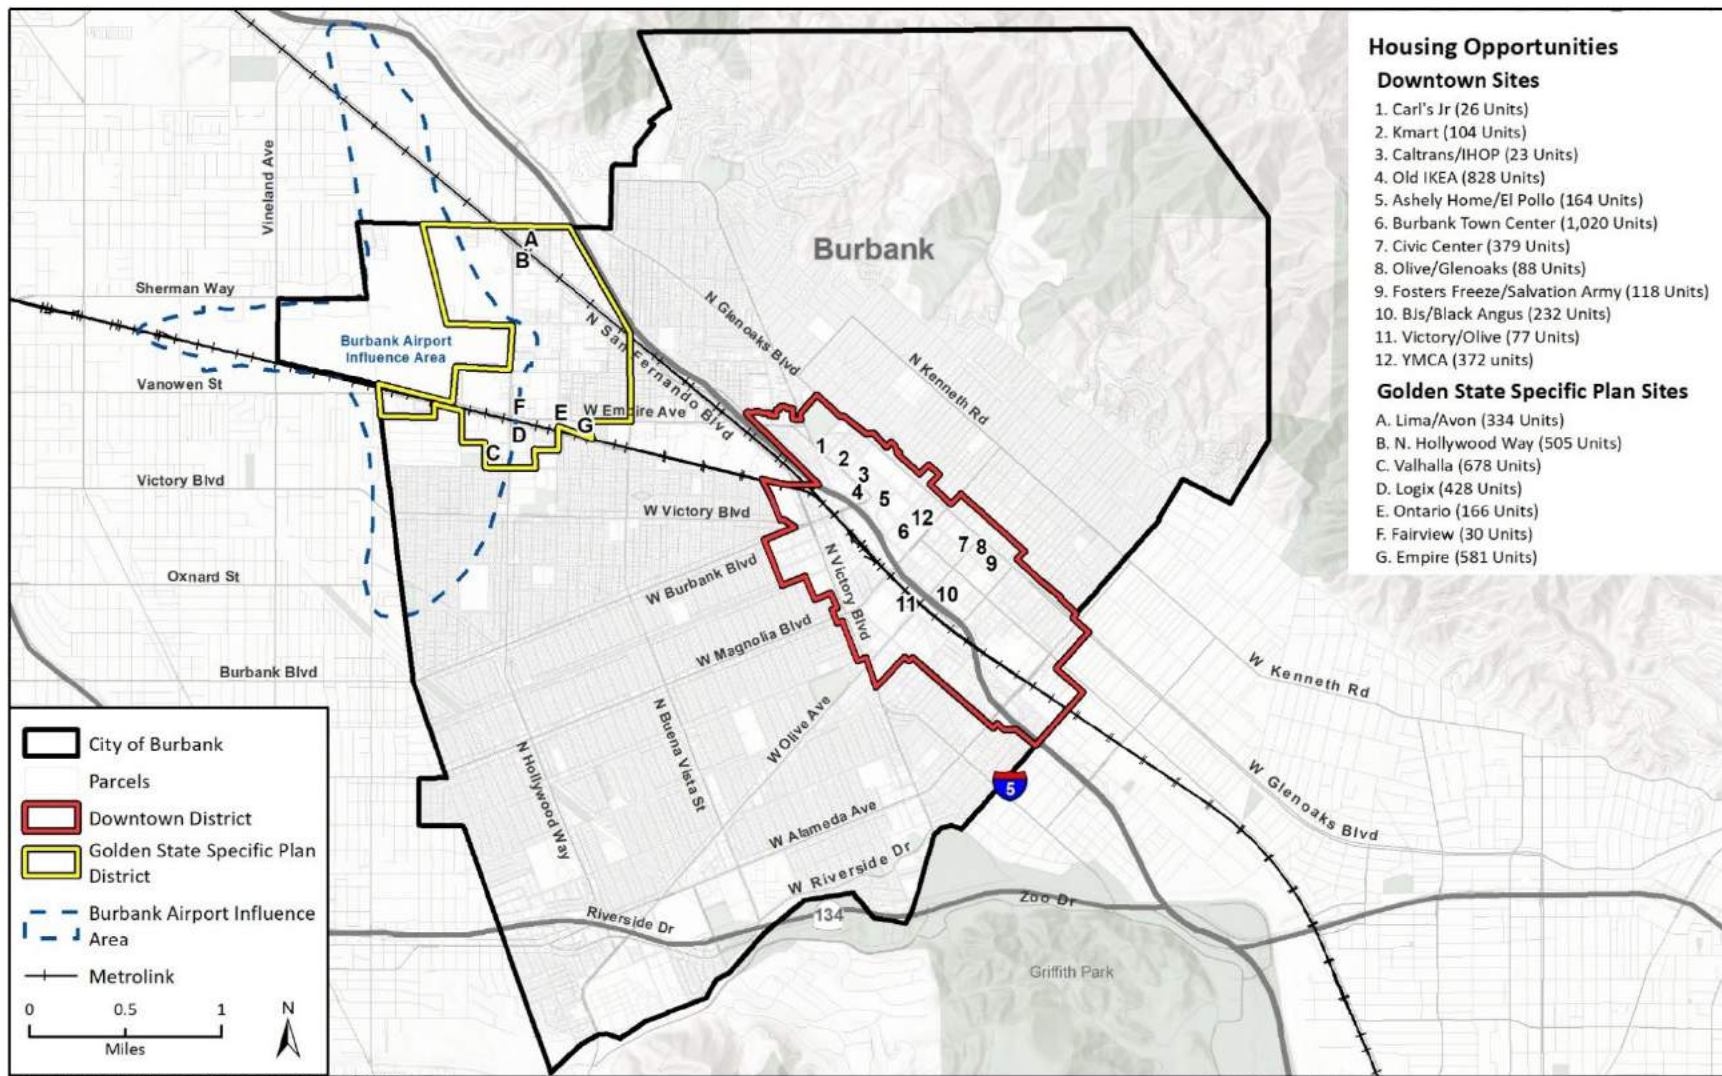 Housing Opportunities
Downtown Sites
1. Carl's Jr (26 Units)
2. Kmart (104 Units)
3. Caltrans/IHOP (23 Units)
4. Old IKEA (828 Units)
5. Ashely Home/El Pollo (164 Units)
6. Burbank Town Center (1,020 Units)
7. Civic Center (379 Units)
8. Olive/Glenoaks (88 Units)
9. Fosters Freeze/Salvation Army (118 Units)
10. BJs/Black Angus (232 Units)
11. Victory/Olive (77 Units)
12. YMCA (372 units)
Golden State Specific Plan Sites
A. Lima/Avon (334 Units)
B. N. Hollywood Way (505 Units)
C. Valhalla (678 Units)
D. Logix (428 Units)
E. Ontario (166 Units)
F. Fairview (30 Units)
G. Empire (581 Units)
Vineland Ave
A
B
Burbank
Sherman Way
N Glenoaks Blvd
N San Fernando Blvd
Burbank Airport
Influence Area
N Kenneth Rd
Vanowen St
F
E
W Empire Ave
D
G
C
1
2
3
4
5
12
6
7
8
9
10
11
Victory Blvd
W Victory Blvd
N Victory Blvd
Oxnard St
W Burbank Blvd
W Magnolia Blvd
Burbank Blvd
W Kenneth Rd
W Olive Ave
N Buena Vista St
N Hollywood Way
W Glenoaks Blvd
5
W Alameda Ave
W Riverside Dr
Zoo Dr
134
Riverside Dr
Griffith Park
City of Burbank
Parcels
Downtown District
Golden State Specific Plan
District
Burbank Airport Influence
Area
Metrolink
0 0.5 1
Miles
N